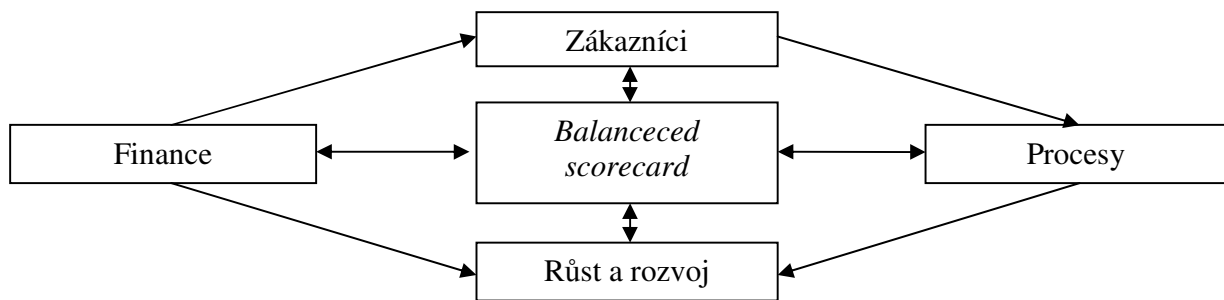 Zákazníci
Finance
Balanceced
scorecard
Procesy
Růst a rozvoj